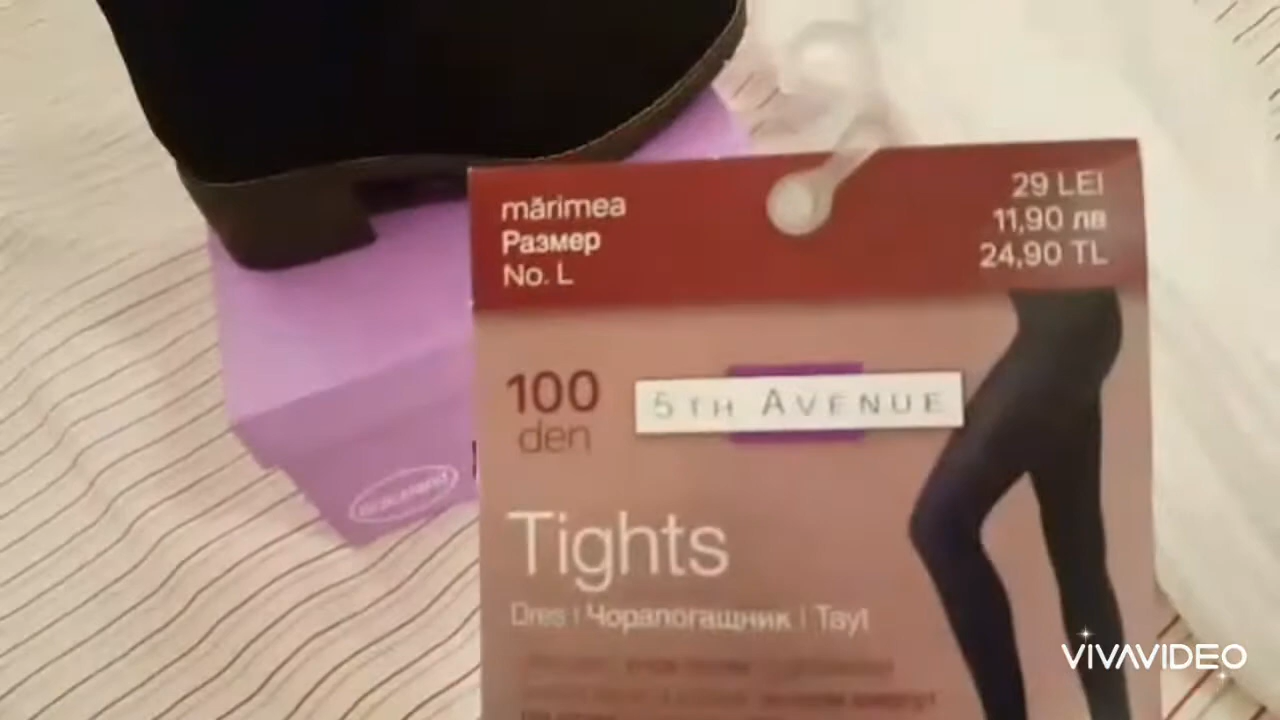 mărimea
Размер
No. L
29 LEI
11,90 лв
24,90 TL
100
den
5TH AVENUE
Tights
Dres | Чорапогащник | Tayt
VIVAVIDEO